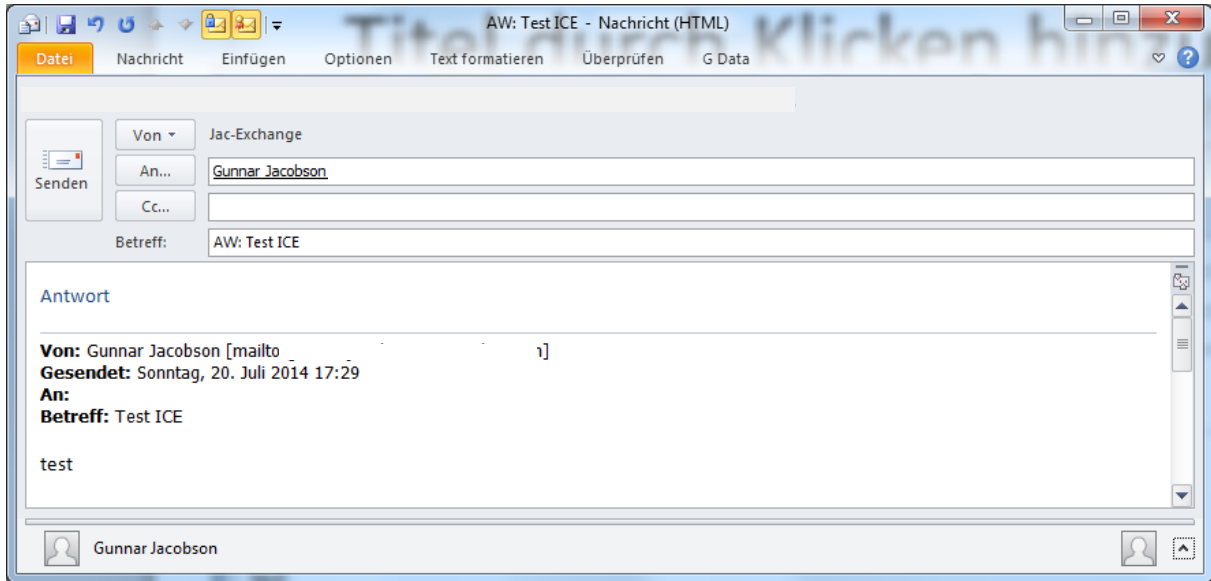 AW: Test ICE - Nachricht (HTML)
Titel durch Klicken hinzu
Datei Nachricht Einfügen Optionen Text formatieren Überprüfen G Data
Von Jac-Exchange
Senden
An... Gunnar Jacobson
Cc...
Betreff: AW: Test ICE
Antwort
Von: Gunnar Jacobson [mailto ]
Gesendet: Sonntag, 20. Juli 2014 17:29
An:
Betreff: Test ICE
test
Gunnar Jacobson